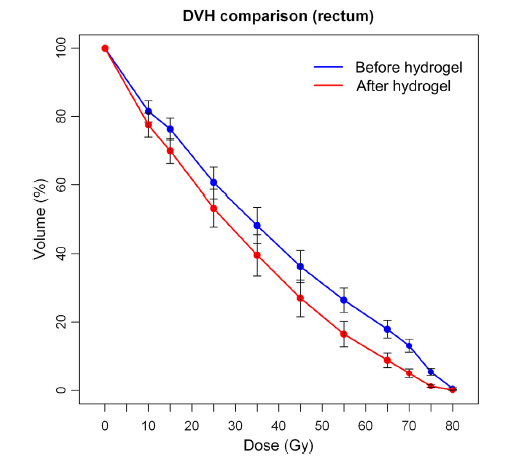 DVH comparison (rectum)
Before hydrogel
After hydrogel
Volume (%)
100
80
60
40
20
0
0 10 20 30 40 50 60 70 80
Dose (Gy)